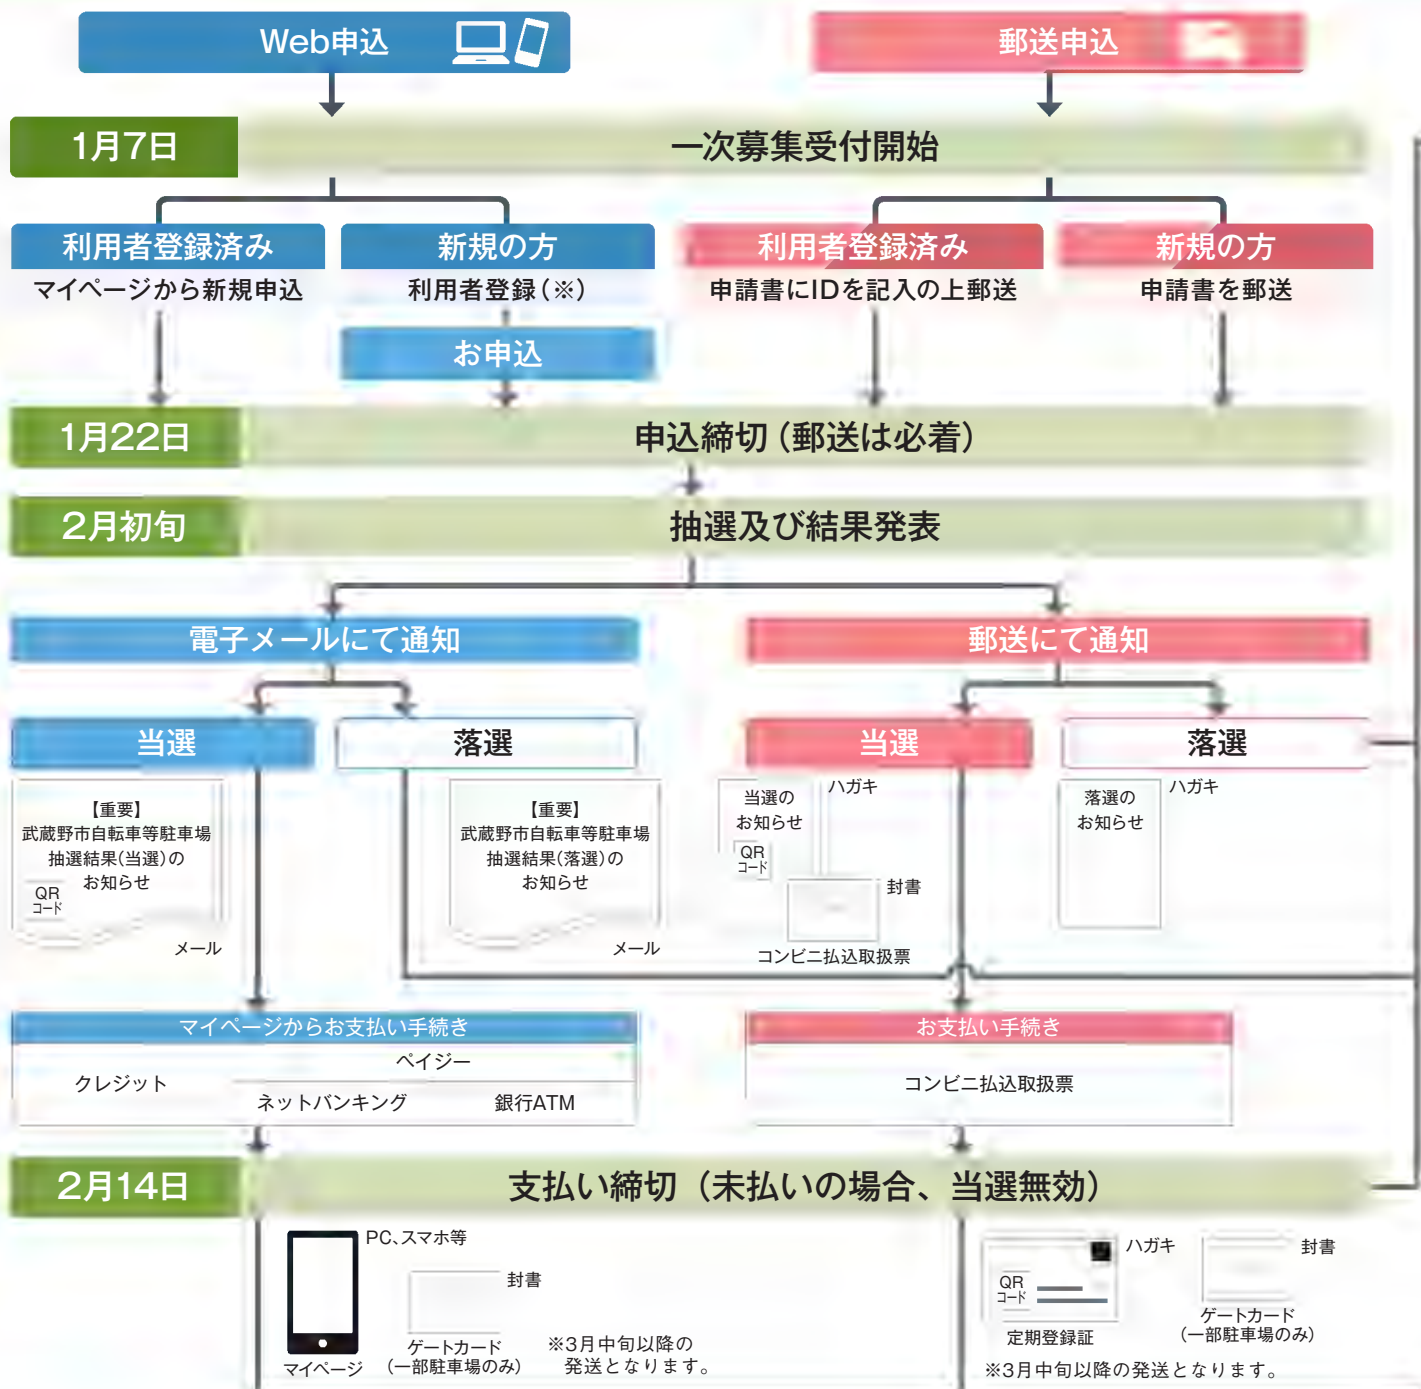 Web申込
郵送申込
1月7日
一次募集受付開始
利用者登録済み
マイページから新規申込
新規の方
利用者登録(※)
お申込
利用者登録済み
申請書にIDを記入の上郵送
新規の方
申請書を郵送
1月22日
申込締切(郵送は必着)
2月初旬
抽選及び結果発表
電子メールにて通知
郵送にて通知
当選
落選
当選
落選
【重要】
武蔵野市自転車等駐車場
抽選結果(当選)の
お知らせ
QR
コード
メール
【重要】
武蔵野市自転車等駐車場
抽選結果(落選)の
お知らせ
メール
当選の
お知らせ
QR
コード
ハガキ
封書
コンビニ払込取扱票
落選の
お知らせ
ハガキ
マイページからお支払い手続き
クレジット
ペイジー
ネットバンキング
銀行ATM
お支払い手続き
コンビニ払込取扱票
2月14日
支払い締切(未払いの場合、当選無効)
PC、スマホ等
マイページ
封書
ゲートカード
(一部駐車場のみ)
※3月中旬以降の
発送となります。
QR
コード
ハガキ
定期登録証
封書
ゲートカード
(一部駐車場のみ)
※3月中旬以降の発送となります。